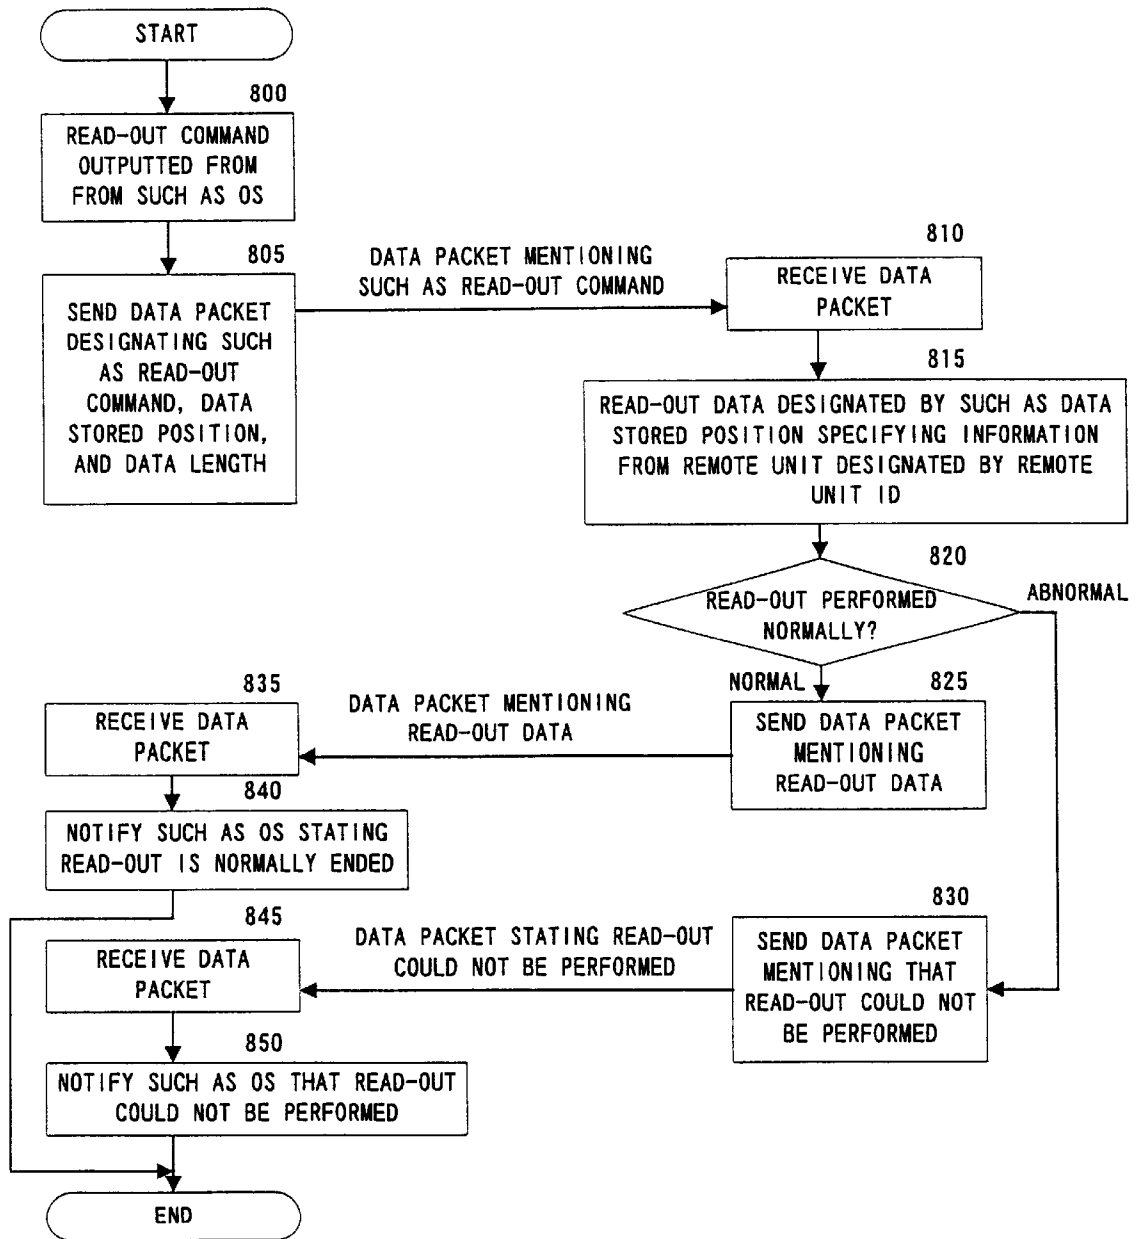 START
800
READ-OUT COMMAND
OUTPUTTED FROM
FROM SUCH AS OS
805
SEND DATA PACKET
DESIGNATING SUCH
AS READ-OUT
COMMAND, DATA
STORED POSITION,
AND DATA LENGTH
DATA PACKET MENTIONING
SUCH AS READ-OUT COMMAND
810
RECEIVE DATA
PACKET
815
READ-OUT DATA DESIGNATED BY SUCH AS DATA
STORED POSITION SPECIFYING INFORMATION
FROM REMOTE UNIT DESIGNATED BY REMOTE
UNIT ID
820
READ-OUT PERFORMED
NORMALLY?
ABNORMAL
NORMAL
825
SEND DATA PACKET
MENTIONING
READ-OUT DATA
DATA PACKET MENTIONING
READ-OUT DATA
835
RECEIVE DATA
PACKET
840
NOTIFY SUCH AS OS STATING
READ-OUT IS NORMALLY ENDED
830
SEND DATA PACKET
MENTIONING THAT
READ-OUT COULD NOT
BE PERFORMED
DATA PACKET STATING READ-OUT
COULD NOT BE PERFORMED
845
RECEIVE DATA
PACKET
850
NOTIFY SUCH AS OS THAT READ-OUT
COULD NOT BE PERFORMED
END